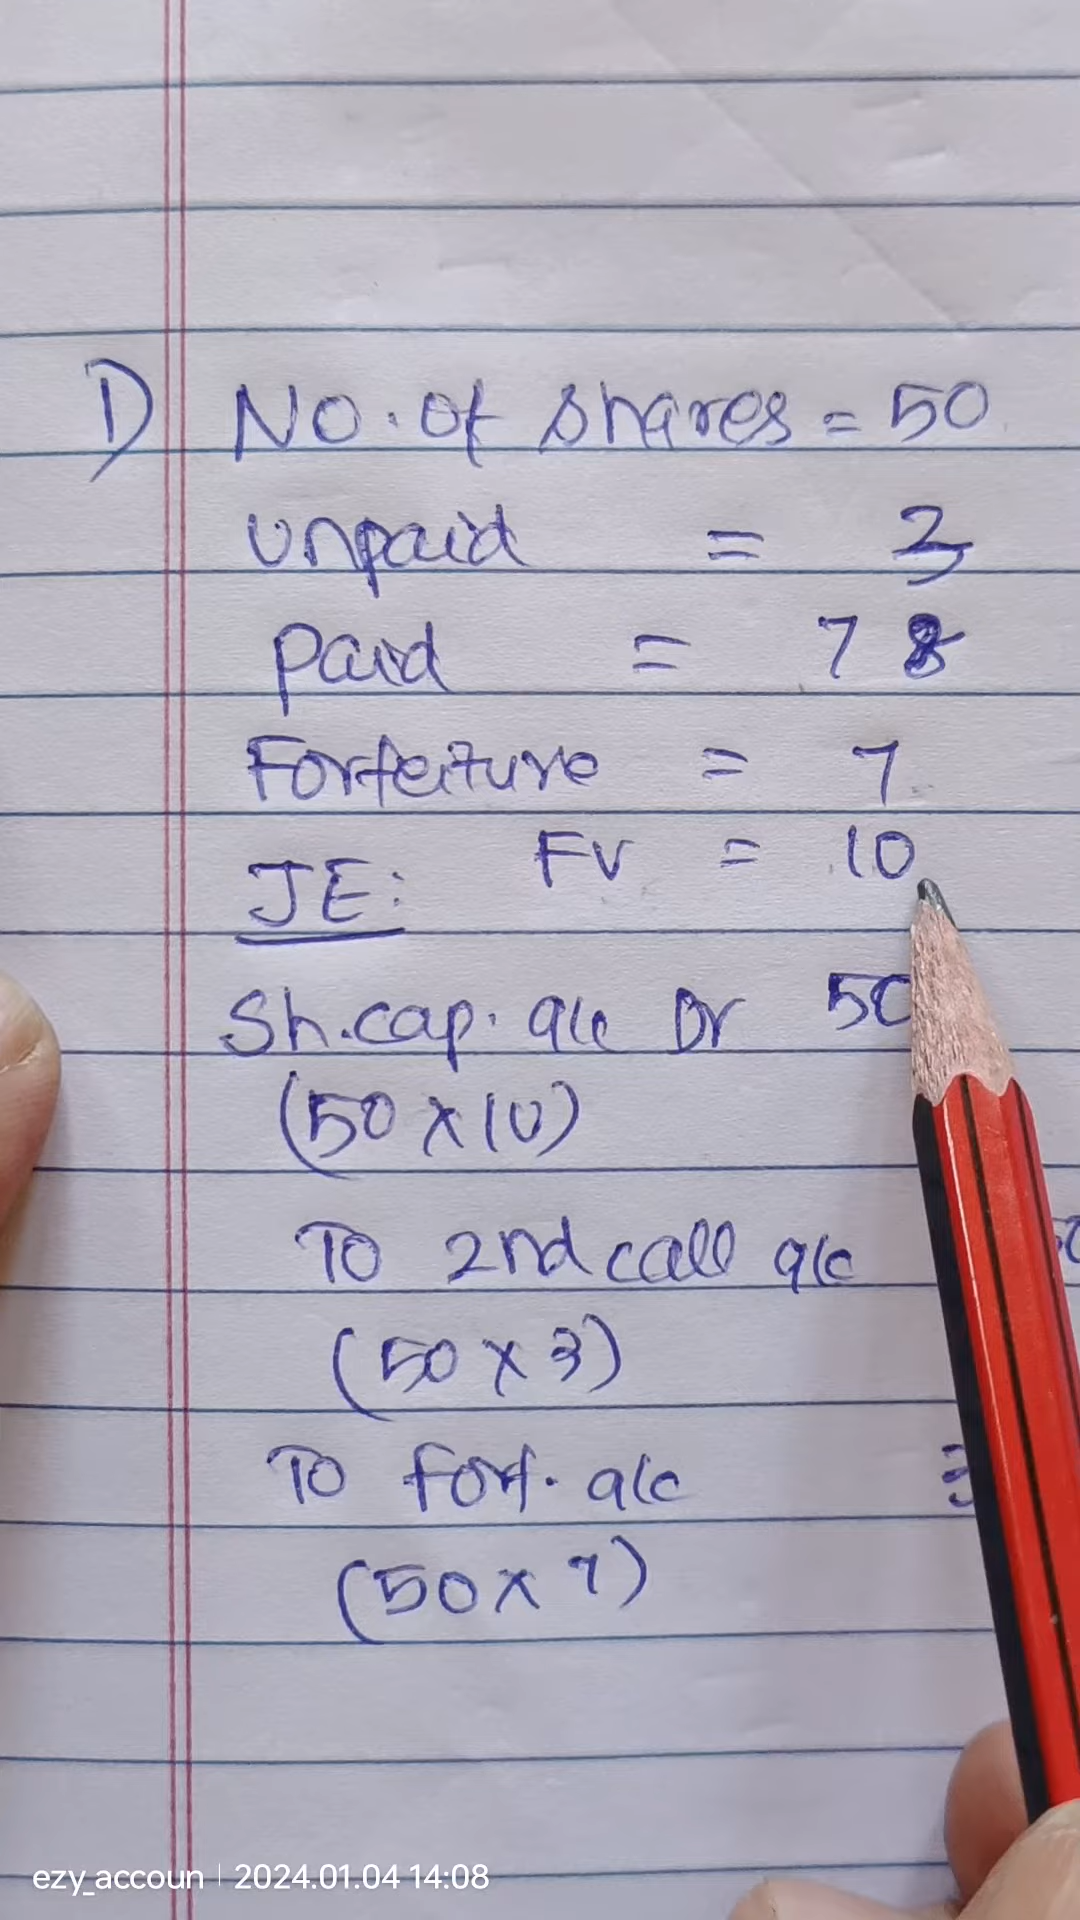 1) No. of shares = 50
unpaid = 3
paid = 7
Forfeiture = 7
JE: FV = 10
Sh. cap. a/c Dr 50
(50 x 10)
To 2nd call a/c
(50 x 3)
To forf. a/c 3
(50 x 7)
ezy_accoun | 2024.01.04 14:08